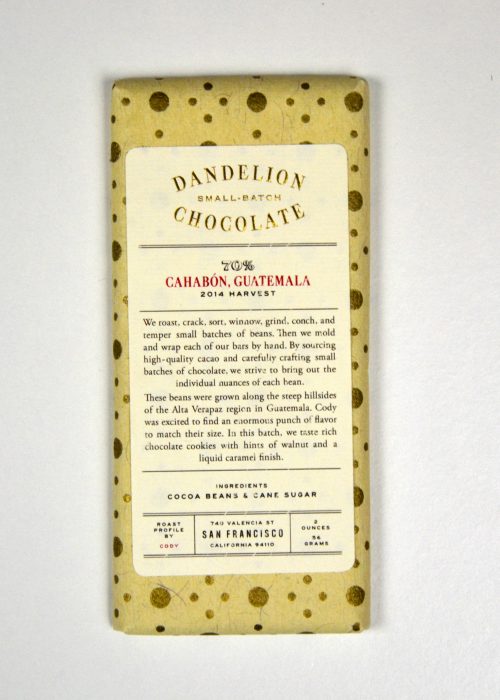 DANDELION
SMALL-BATCH
CHOCOLATE
70%
CAHABÓN, GUATEMALA
2014 HARVEST
We roast, crack, sort, winnow, grind, conch, and
temper small batches of beans. Then we mold
and wrap each of our bars by hand. By sourcing
high-quality cacao and carefully crafting small
batches of chocolate, we strive to bring out the
individual nuances of each bean.
These beans were grown along the steep hillsides
of the Alta Verapaz region in Guatemala. Cody
was excited to find an enormous punch of flavor
to match their size. In this batch, we taste rich
chocolate cookies with hints of walnut and a
liquid caramel finish.
INGREDIENTS
COCOA BEANS & CANE SUGAR
ROAST
PROFILE
BY
CODY
740 VALENCIA ST
SAN FRANCISCO
CALIFORNIA 94110
2
OUNCES
56
GRAMS